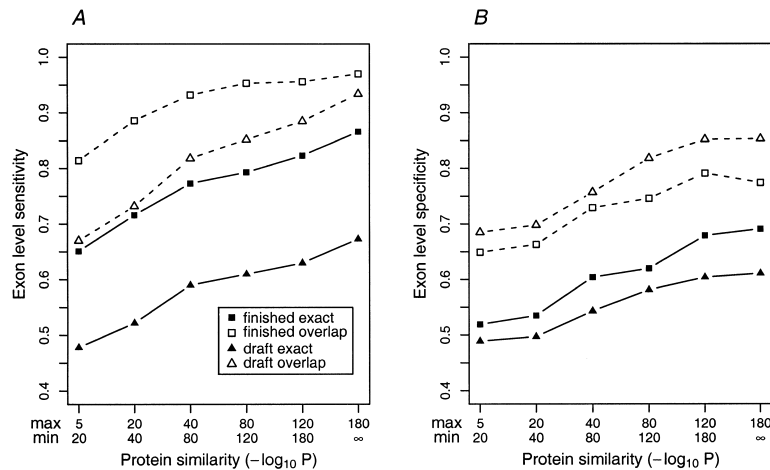 A
B
Exon level sensitivity
1.0
0.9
0.8
0.7
0.6
0.5
0.4
finished exact
finished overlap
draft exact
draft overlap
max 5 20 40 80 120 180
min 20 40 80 120 180 ∞
Protein similarity (−log10 P)
Exon level specificity
1.0
0.9
0.8
0.7
0.6
0.5
0.4
max 5 20 40 80 120 180
min 20 40 80 120 180 ∞
Protein similarity (−log10 P)